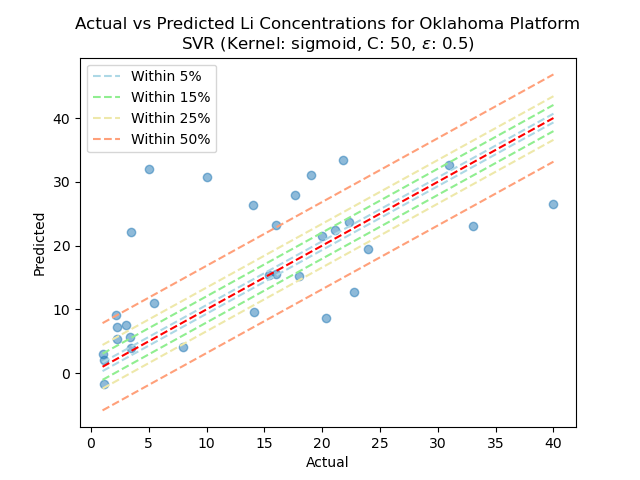 Actual vs Predicted Li Concentrations for Oklahoma Platform
SVR (Kernel: sigmoid, C: 50, ε: 0.5)
Within 5%
Within 15%
Within 25%
Within 50%
40
30
20
10
0
Predicted
0 5 10 15 20 25 30 35 40
Actual